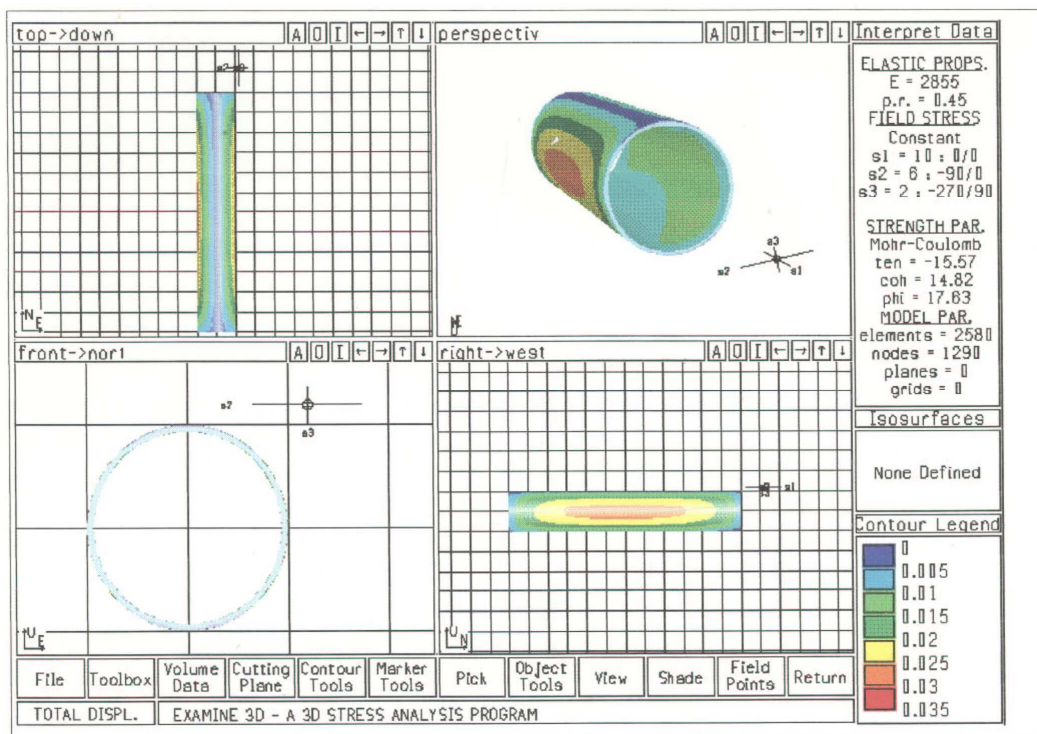 top->down A O I ← → ↑ ↓
s2
N E
perspectiv A O I ← → ↑ ↓
s3
s2 s1
front->nor1 A O I ← → ↑ ↓
s2
s3
U E
right->west A O I ← → ↑ ↓
s1
s3
U N
Interpret Data
ELASTIC PROPS.
E = 2855
p.r. = 0.45
FIELD STRESS
Constant
s1 = 10 : 0/0
s2 = 6 : -90/0
s3 = 2 : -270/90
STRENGTH PAR.
Mohr-Coulomb
ten = -15.57
coh = 14.82
phi = 17.63
MODEL PAR.
elements = 2580
nodes = 1290
planes = 0
grids = 0
Isosurfaces
None Defined
Contour Legend
0
0.005
0.01
0.015
0.02
0.025
0.03
0.035
File
Toolbox
Volume Data
Cutting Plane
Contour Tools
Marker Tools
Pick
Object Tools
View
Shade
Field Points
Return
TOTAL DISPL.
EXAMINE 3D - A 3D STRESS ANALYSIS PROGRAM